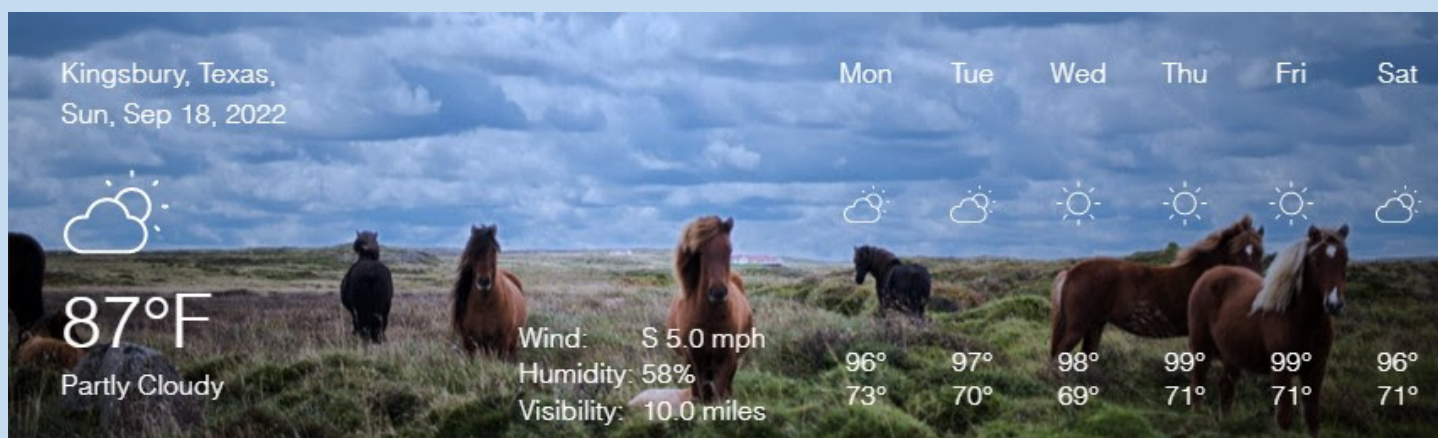 Kingsbury, Texas,
Sun, Sep 18, 2022
87°F
Partly Cloudy
Wind: S 5.0 mph
Humidity: 58%
Visibility: 10.0 miles
Mon Tue Wed Thu Fri Sat
96° 97° 98° 99° 99° 96°
73° 70° 69° 71° 71° 71°